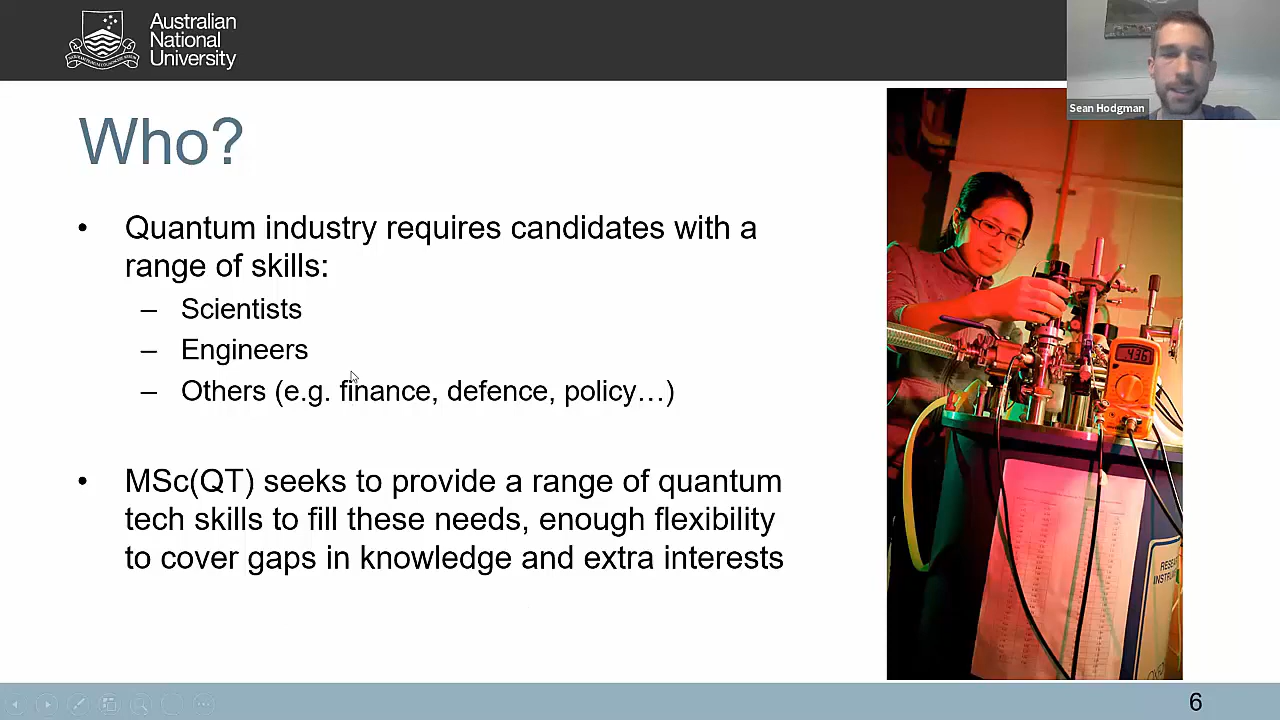 Australian
National
University
Sean Hodgman
Who?
• Quantum industry requires candidates with a
range of skills:
– Scientists
– Engineers
– Others (e.g. finance, defence, policy…)
• MSc(QT) seeks to provide a range of quantum
tech skills to fill these needs, enough flexibility
to cover gaps in knowledge and extra interests
436
6